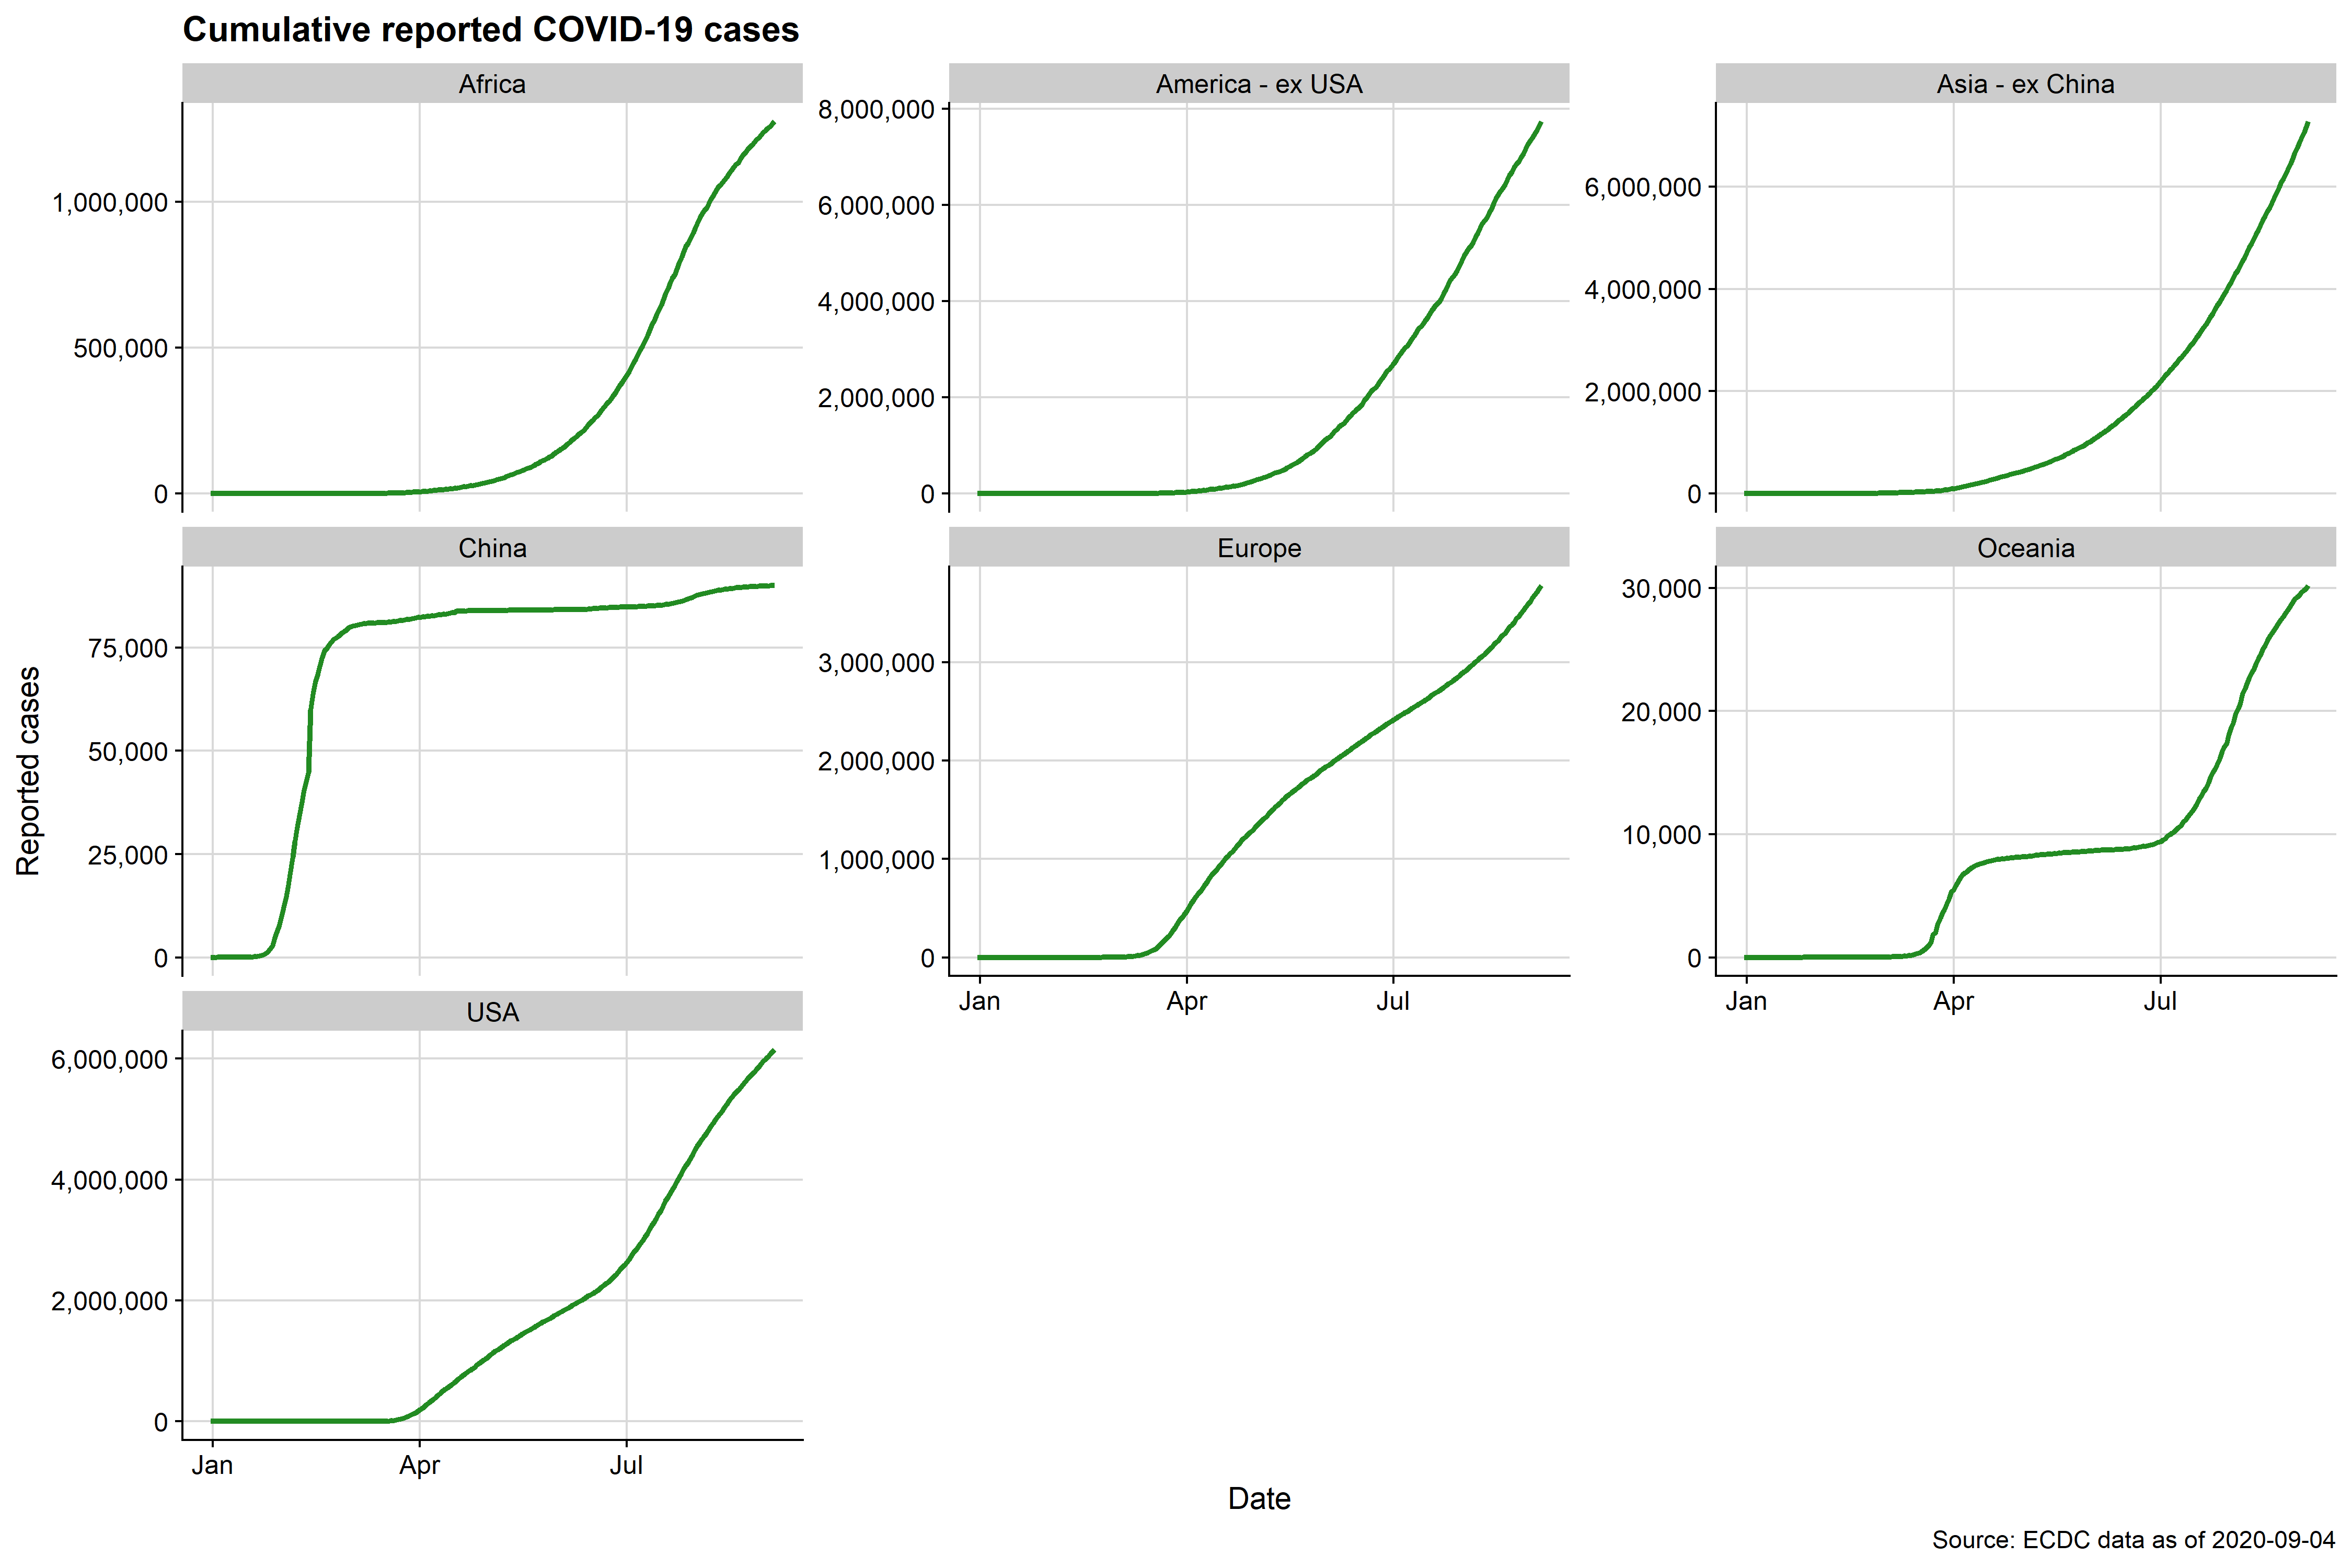 Cumulative reported COVID-19 cases
Africa
America - ex USA
Asia - ex China
1,000,000
500,000
0
8,000,000
6,000,000
4,000,000
2,000,000
0
6,000,000
4,000,000
2,000,000
0
China
Europe
Oceania
75,000
50,000
25,000
0
3,000,000
2,000,000
1,000,000
0
30,000
20,000
10,000
0
Jan Apr Jul
Jan Apr Jul
Reported cases
USA
6,000,000
4,000,000
2,000,000
0
Jan Apr Jul
Date
Source: ECDC data as of 2020-09-04